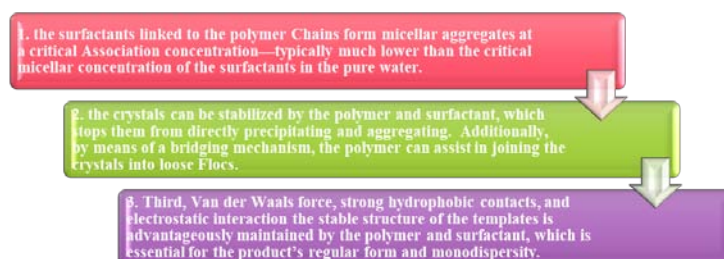 1. the surfactants linked to the polymer Chains form micellar aggregates at
a critical Association concentration—typically much lower than the critical
micellar concentration of the surfactants in the pure water.
2. the crystals can be stabilized by the polymer and surfactant, which
stops them from directly precipitating and aggregating. Additionally,
by means of a bridging mechanism, the polymer can assist in joining the
crystals into loose Flocs.
3. Third, Van der Waals force, strong hydrophobic contacts, and
electrostatic interaction the stable structure of the templates is
advantageously maintained by the polymer and surfactant, which is
essential for the product's regular form and monodispersity.